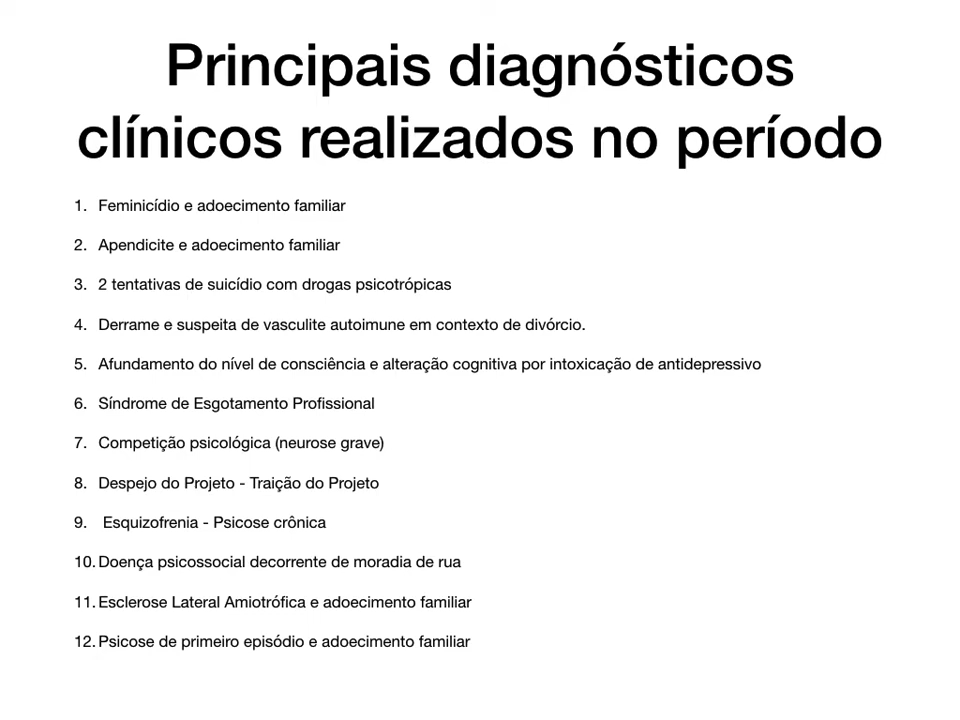 Principais diagnósticos
clínicos realizados no período
1. Feminicídio e adoecimento familiar
2. Apendicite e adoecimento familiar
3. 2 tentativas de suicídio com drogas psicotrópicas
4. Derrame e suspeita de vasculite autoimune em contexto de divórcio.
5. Afundamento do nível de consciência e alteração cognitiva por intoxicação de antidepressivo
6. Síndrome de Esgotamento Profissional
7. Competição psicológica (neurose grave)
8. Despejo do Projeto - Traição do Projeto
9. Esquizofrenia - Psicose crônica
10. Doença psicossocial decorrente de moradia de rua
11. Esclerose Lateral Amiotrófica e adoecimento familiar
12. Psicose de primeiro episódio e adoecimento familiar